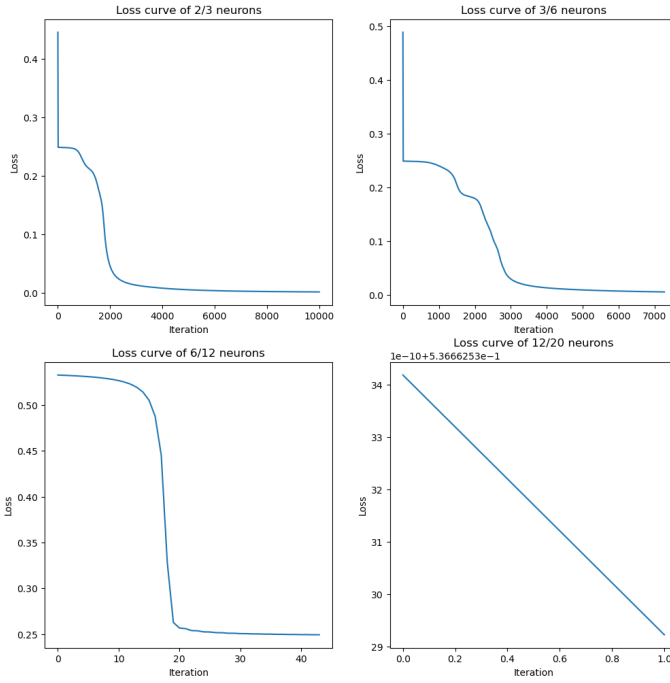 Loss curve of 2/3 neurons
0.4
0.3
0.2
0.1
0.0
Loss
0 2000 4000 6000 8000 10000
Iteration
Loss curve of 3/6 neurons
0.5
0.4
0.3
0.2
0.1
0.0
Loss
0 1000 2000 3000 4000 5000 6000 7000
Iteration
Loss curve of 6/12 neurons
0.50
0.45
0.40
0.35
0.30
0.25
Loss
0 10 20 30 40
Iteration
Loss curve of 12/20 neurons
1e-10+5.3666253e-1
34
33
32
31
30
29
Loss
0.0 0.2 0.4 0.6 0.8 1.0
Iteration